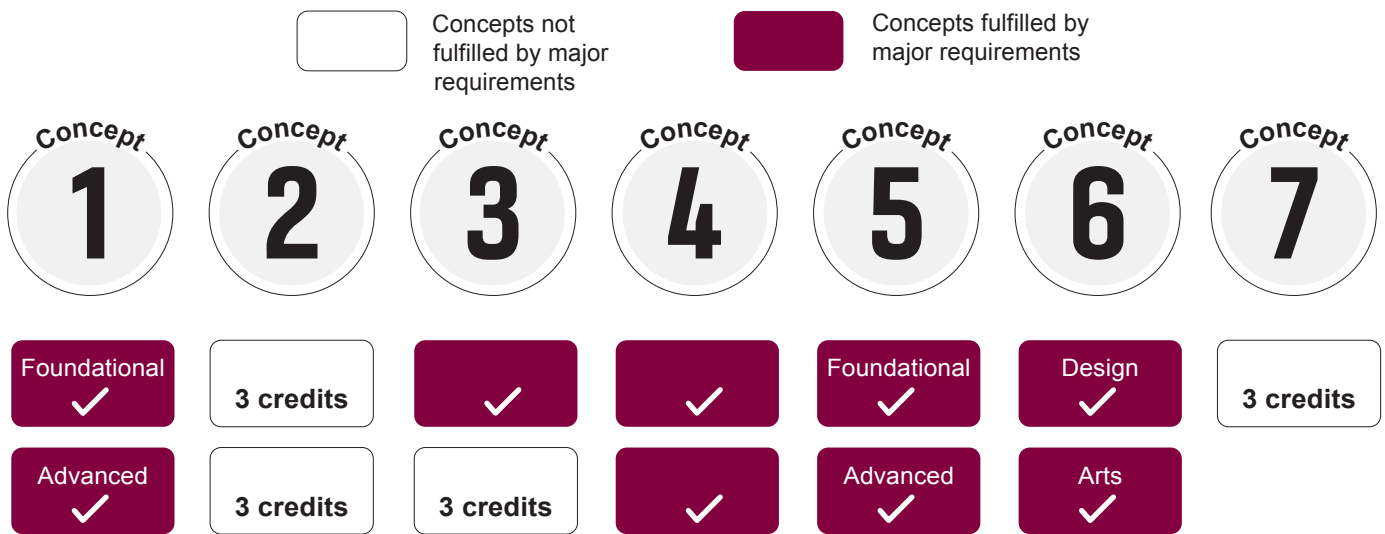 Concepts not
fulfilled by major
requirements
Concepts fulfilled by
major requirements
Concept
1
Concept
2
Concept
3
Concept
4
Concept
5
Concept
6
Concept
7
Foundational
3 credits
Foundational
Design
3 credits
Advanced
3 credits
3 credits
Advanced
Arts